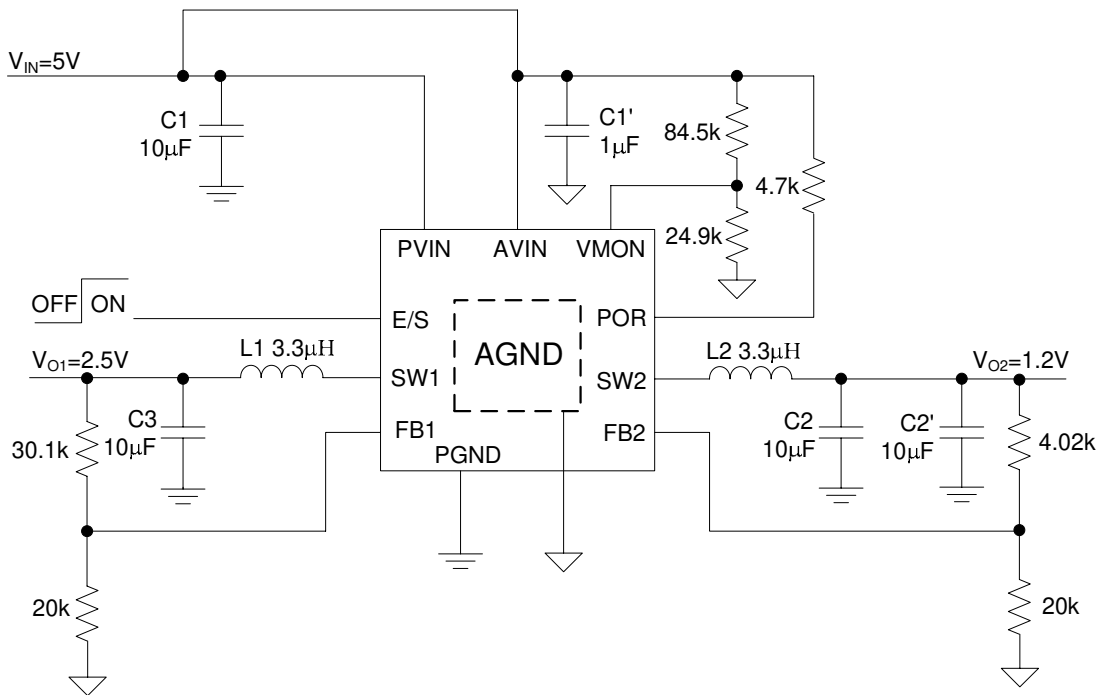 V_IN=5V
C1
10μF
C1'
1μF
84.5k
4.7k
24.9k
PVIN AVIN VMON
OFF ON
E/S
POR
AGND
V_O1=2.5V
L1 3.3μH
SW1
SW2
L2 3.3μH
V_O2=1.2V
C3
10μF
30.1k
FB1
PGND
FB2
C2
10μF
C2'
10μF
4.02k
20k
20k